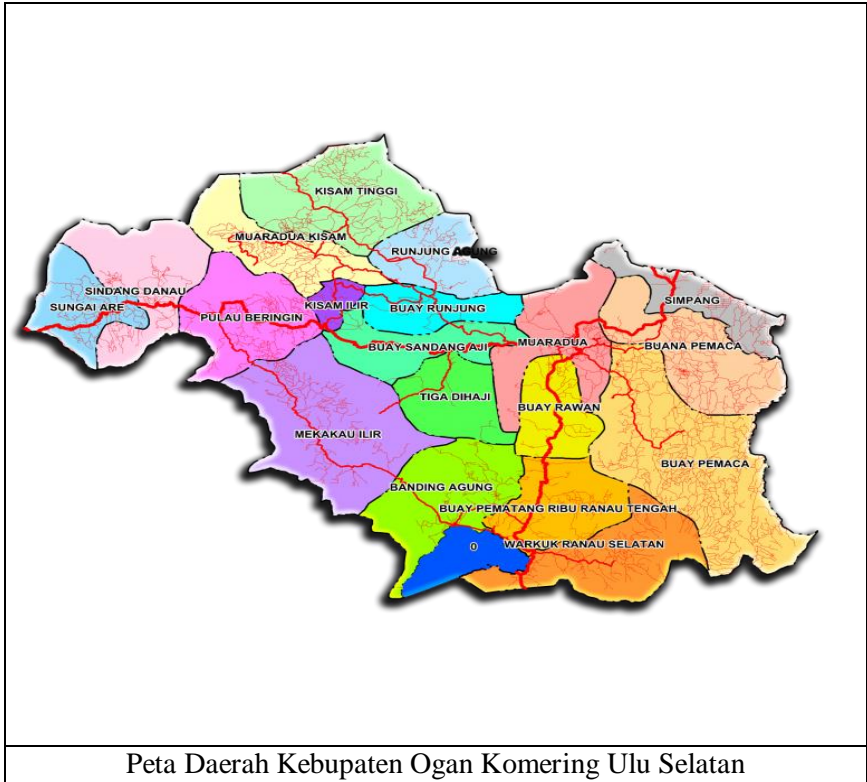 KISAM TINGGI
MUARADUA KISAM
RUNJUNG AGUNG
SINDANG DANAU
SUNGAI ARE
PULAU BERINGIN
KISAM ILIR
BUAY RUNJUNG
SIMPANG
BUAY SANDANG AJI
MUARADUA
BUANA PEMACA
TIGA DIHAJI
BUAY RAWAN
MEKAKAU ILIR
BUAY PEMACA
BANDING AGUNG
BUAY PEMATANG RIBU RANAU TENGAH
0
WARKUK RANAU SELATAN
Peta Daerah Kebupaten Ogan Komering Ulu Selatan